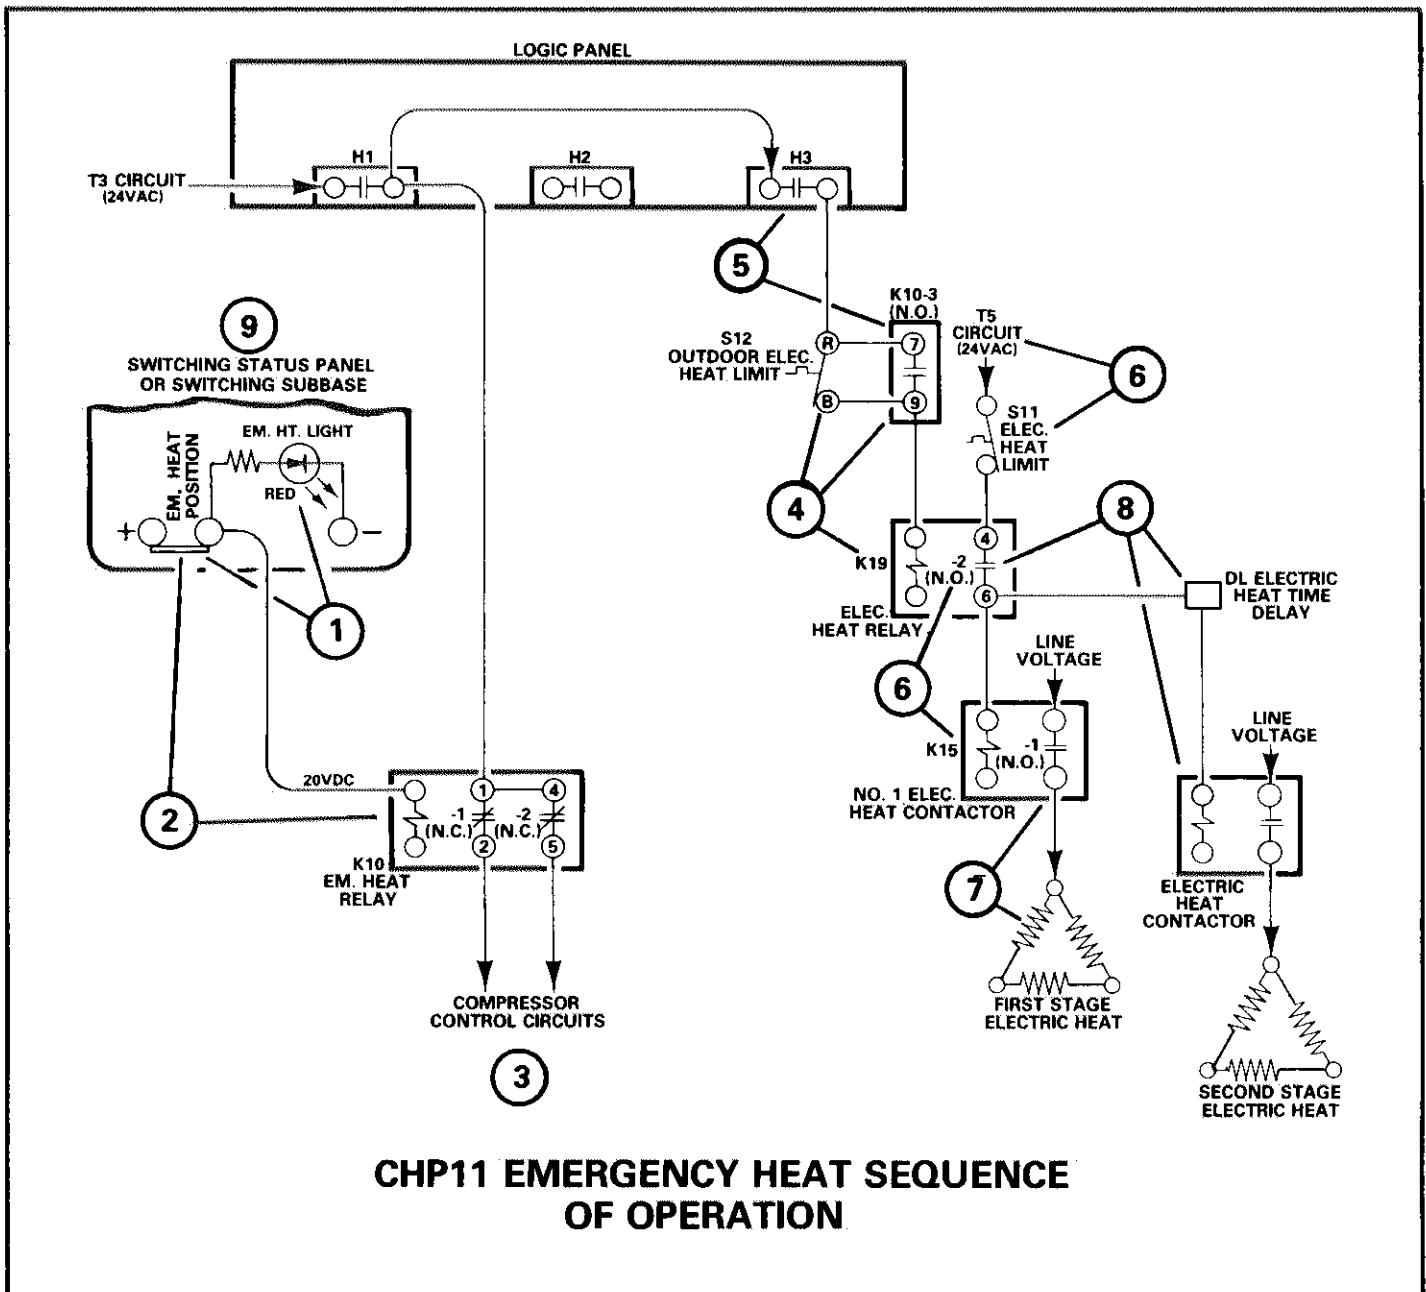 LOGIC PANEL
H1
H2
H3
T3 CIRCUIT
(24VAC)
5
K10-3
(N.O.)
7
9
T5
CIRCUIT
(24VAC)
6
S12
OUTDOOR ELEC.
HEAT LIMIT
R
B
S11
ELEC.
HEAT
LIMIT
9
SWITCHING STATUS PANEL
OR SWITCHING SUBBASE
EM. HT. LIGHT
EM. HEAT
POSITION
RED
+
−
1
2
4
8
K19
4
-2
(N.O.)
6
ELEC.
HEAT RELAY
DL ELECTRIC
HEAT TIME
DELAY
6
LINE
VOLTAGE
K15
-1
(N.O.)
NO. 1 ELEC.
HEAT CONTACTOR
LINE
VOLTAGE
20VDC
1
4
-1
(N.C.)
-2
(N.C.)
2
5
K10
EM. HEAT
RELAY
7
ELECTRIC
HEAT
CONTACTOR
COMPRESSOR
CONTROL CIRCUITS
3
FIRST STAGE
ELECTRIC HEAT
SECOND STAGE
ELECTRIC HEAT
CHP11 EMERGENCY HEAT SEQUENCE
OF OPERATION